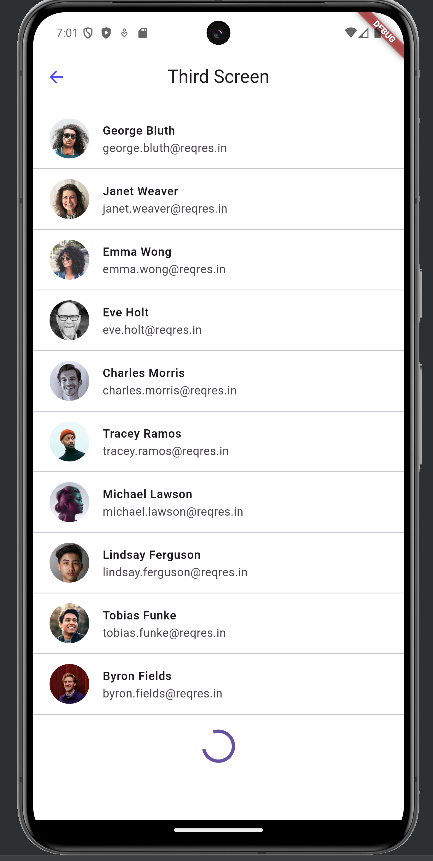 7:01
DEBUG
Third Screen
George Bluth
george.bluth@reqres.in
Janet Weaver
janet.weaver@reqres.in
Emma Wong
emma.wong@reqres.in
Eve Holt
eve.holt@reqres.in
Charles Morris
charles.morris@reqres.in
Tracey Ramos
tracey.ramos@reqres.in
Michael Lawson
michael.lawson@reqres.in
Lindsay Ferguson
lindsay.ferguson@reqres.in
Tobias Funke
tobias.funke@reqres.in
Byron Fields
byron.fields@reqres.in